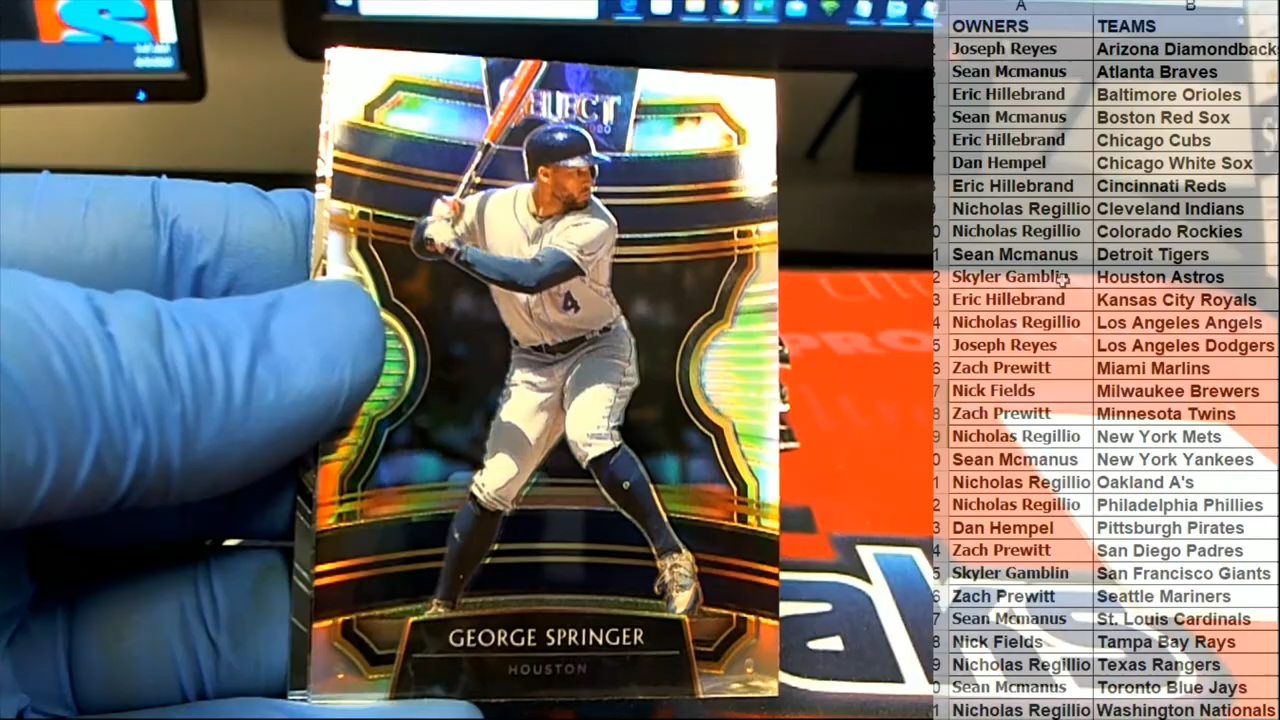 ELECT
2020
4
GEORGE SPRINGER
HOUSTON
PRO
A B
OWNERS TEAMS
Joseph Reyes Arizona Diamondback
Sean Mcmanus Atlanta Braves
Eric Hillebrand Baltimore Orioles
Sean Mcmanus Boston Red Sox
Eric Hillebrand Chicago Cubs
Dan Hempel Chicago White Sox
Eric Hillebrand Cincinnati Reds
Nicholas Regillio Cleveland Indians
Nicholas Regillio Colorado Rockies
Sean Mcmanus Detroit Tigers
Skyler Gamblin Houston Astros
Eric Hillebrand Kansas City Royals
Nicholas Regillio Los Angeles Angels
Joseph Reyes Los Angeles Dodgers
Zach Prewitt Miami Marlins
Nick Fields Milwaukee Brewers
Zach Prewitt Minnesota Twins
Nicholas Regillio New York Mets
Sean Mcmanus New York Yankees
Nicholas Regillio Oakland A's
Nicholas Regillio Philadelphia Phillies
Dan Hempel Pittsburgh Pirates
Zach Prewitt San Diego Padres
Skyler Gamblin San Francisco Giants
Zach Prewitt Seattle Mariners
Sean Mcmanus St. Louis Cardinals
Nick Fields Tampa Bay Rays
Nicholas Regillio Texas Rangers
Sean Mcmanus Toronto Blue Jays
Nicholas Regillio Washington Nationals